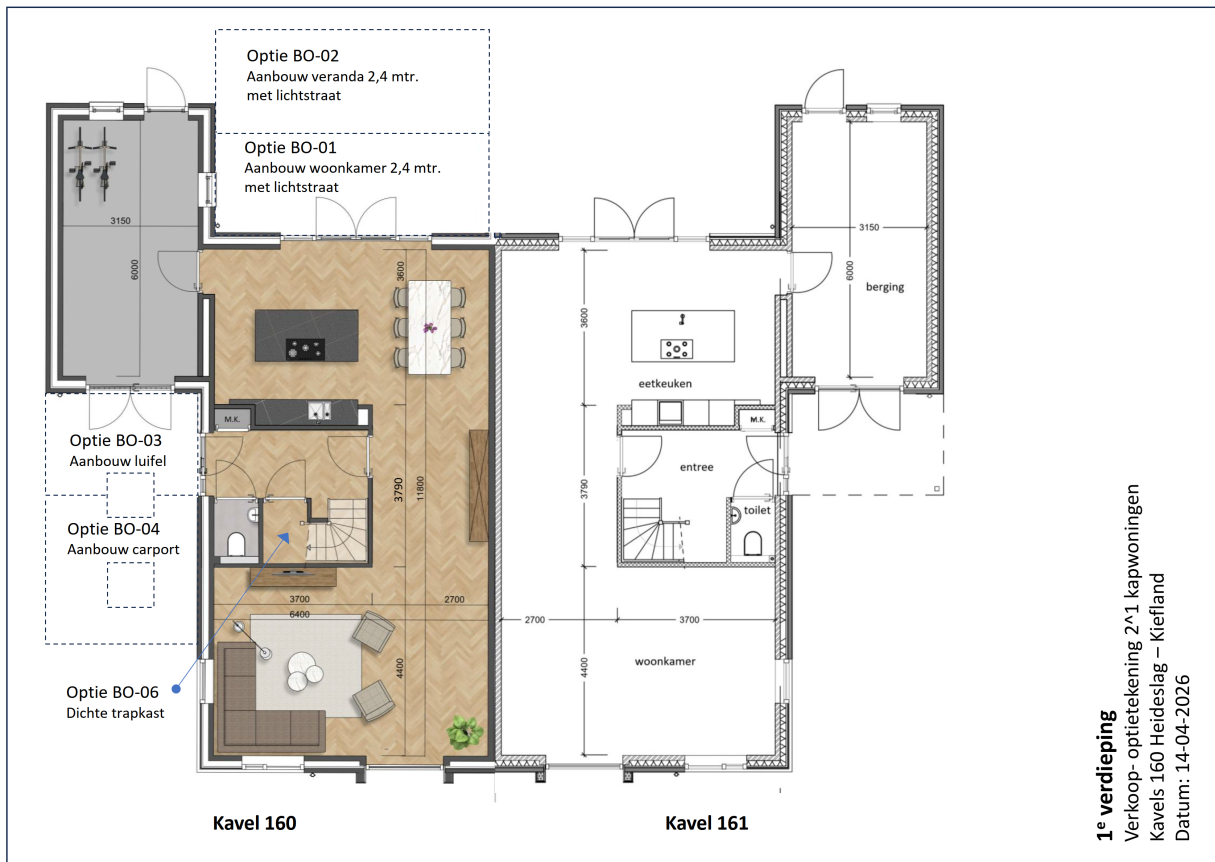 Optie BO-02
Aanbouw veranda 2,4 mtr.
met lichtstraat
Optie BO-01
Aanbouw woonkamer 2,4 mtr.
met lichtstraat
3150
6000
3600
M.K.
Optie BO-03
Aanbouw luifel
3790
11800
Optie BO-04
Aanbouw carport
3700
2700
6400
4400
Optie BO-06
Dichte trapkast
Kavel 160
3150
6000
berging
3600
eetkeuken
M.K.
entree
3790
toilet
2700
3700
woonkamer
4400
Kavel 161
1e verdieping
Verkoop- optietekening 2^1 kapwoningen
Kavels 160 Heideslag – Kiefland
Datum: 14-04-2026